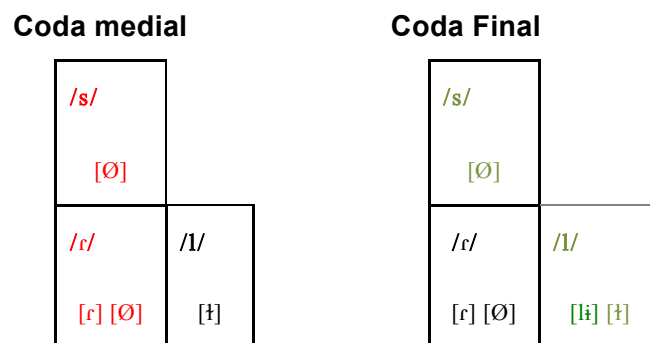 Coda medial
/s/
[Ø]
/ɾ/ /l/
[ɾ] [Ø] [ɫ]
Coda Final
/s/
[Ø]
/ɾ/ /l/
[ɾ] [Ø] [lɨ] [ɫ]